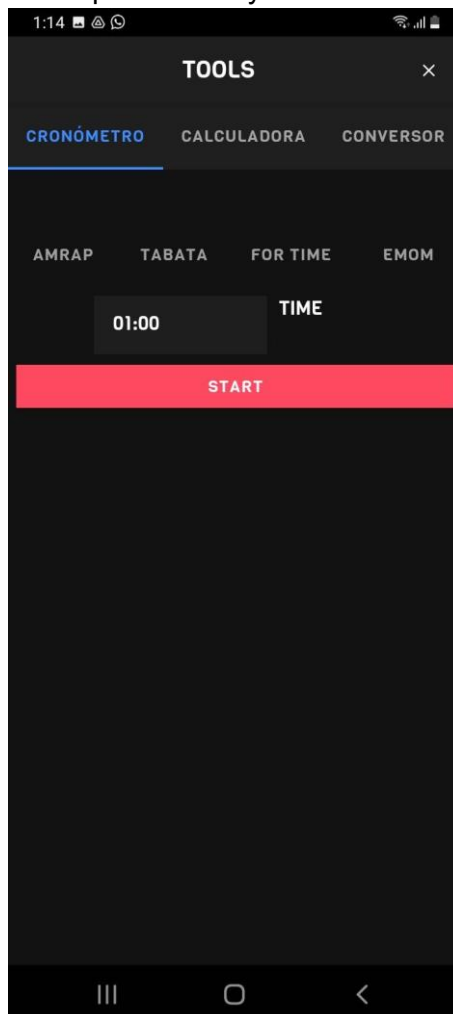 1:14
TOOLS
CRONÓMETRO CALCULADORA CONVERSOR
AMRAP TABATA FOR TIME EMOM
01:00 TIME
START